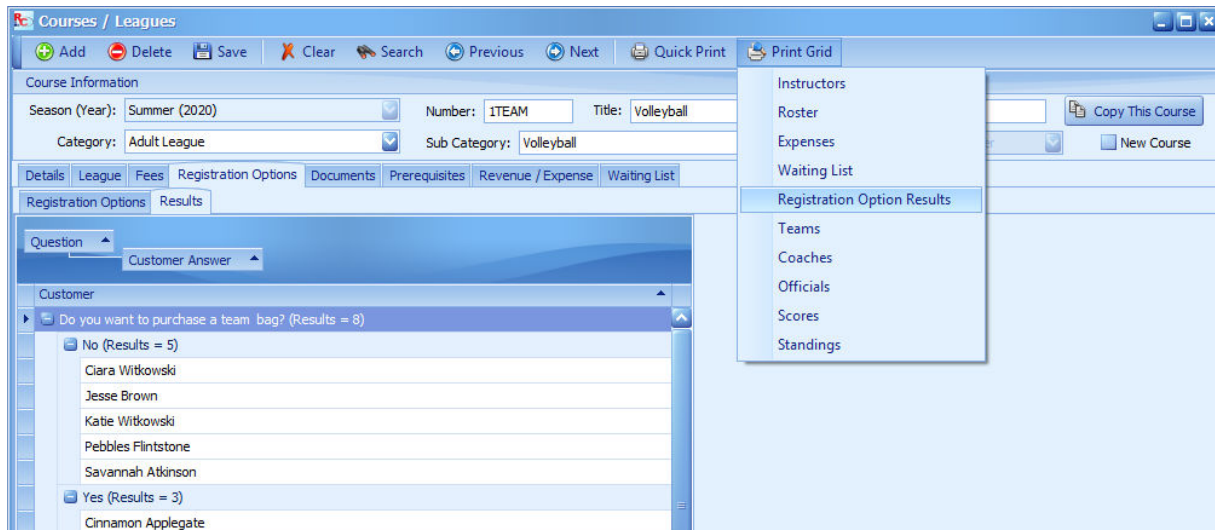 Rc Courses / Leagues
Add Delete Save Clear Search Previous Next Quick Print Print Grid
Course Information
Season (Year): Summer (2020) Number: 1TEAM Title: Volleyball Copy This Course
Category: Adult League Sub Category: Volleyball New Course
Details League Fees Registration Options Documents Prerequisites Revenue / Expense Waiting List
Registration Options Results
Instructors
Roster
Expenses
Waiting List
Registration Option Results
Teams
Coaches
Officials
Scores
Standings
Question
Customer Answer
Customer
Do you want to purchase a team bag? (Results = 8)
No (Results = 5)
Ciara Witkowski
Jesse Brown
Katie Witkowski
Pebbles Flintstone
Savannah Atkinson
Yes (Results = 3)
Cinnamon Applegate